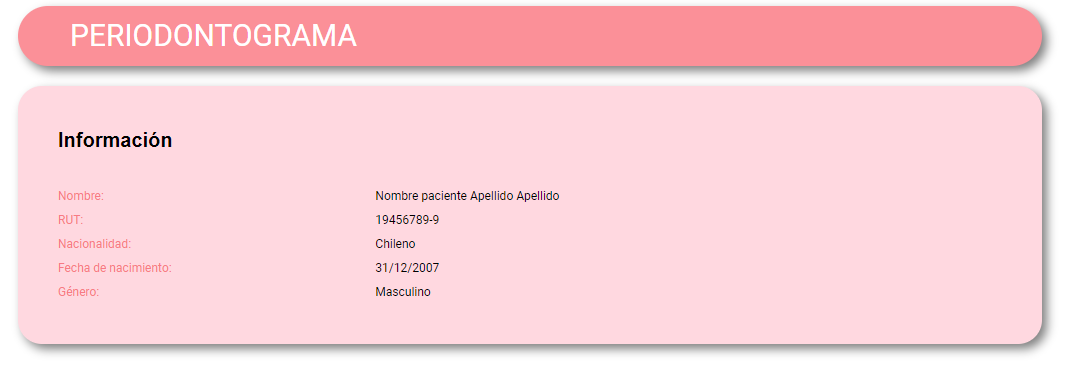 PERIODONTOGRAMA
Información
Nombre: Nombre paciente Apellido Apellido
RUT: 19456789-9
Nacionalidad: Chileno
Fecha de nacimiento: 31/12/2007
Género: Masculino